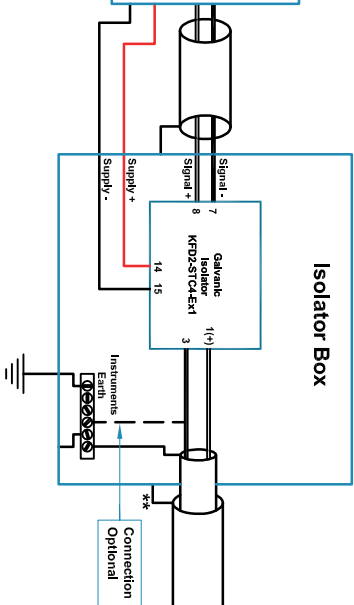 Isolator Box
Signal -
Signal +
Supply +
Supply -
7
8
Galvanic
Isolator
KFD2-STC4-Ex1
14
15
1(+)
3
Instruments
Earth
**
Connection
Optional